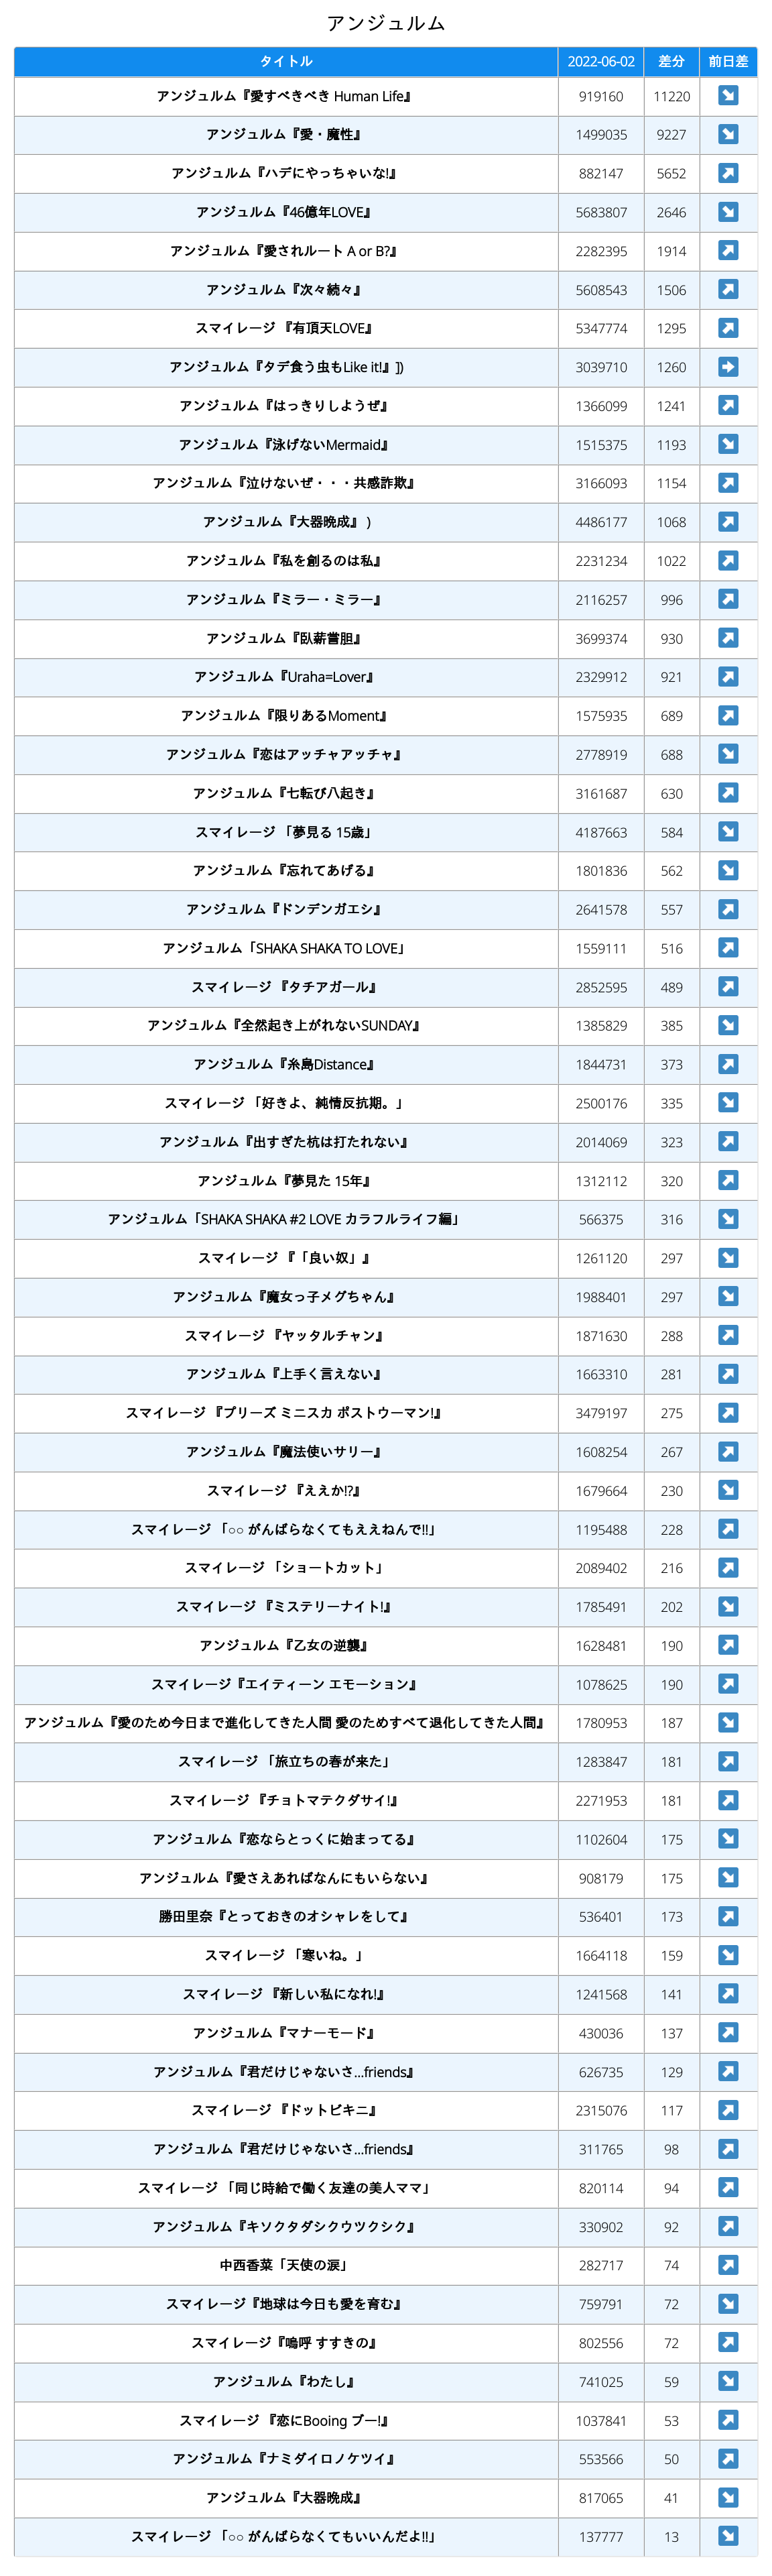 アンジュルム
タイトル 2022-06-02 差分 前日差
アンジュルム『愛すべきべき Human Life』 919160 11220 ↘
アンジュルム『愛・魔性』 1499035 9227 ↘
アンジュルム『ハデにやっちゃいな!』 882147 5652 ↗
アンジュルム『46億年LOVE』 5683807 2646 ↘
アンジュルム『愛されルート A or B?』 2282395 1914 ↗
アンジュルム『次々続々』 5608543 1506 ↗
スマイレージ 『有頂天LOVE』 5347774 1295 ↗
アンジュルム『タデ食う虫もLike it!』]) 3039710 1260 ➡
アンジュルム『はっきりしようぜ』 1366099 1241 ↗
アンジュルム『泳げないMermaid』 1515375 1193 ↘
アンジュルム『泣けないぜ・・・共感詐欺』 3166093 1154 ↗
アンジュルム『大器晩成』 ) 4486177 1068 ↗
アンジュルム『私を創るのは私』 2231234 1022 ↗
アンジュルム『ミラー・ミラー』 2116257 996 ↗
アンジュルム『臥薪嘗胆』 3699374 930 ↗
アンジュルム『Uraha=Lover』 2329912 921 ↗
アンジュルム『限りあるMoment』 1575935 689 ↗
アンジュルム『恋はアッチャアッチャ』 2778919 688 ↘
アンジュルム『七転び八起き』 3161687 630 ↗
スマイレージ 「夢見る 15歳」 4187663 584 ↘
アンジュルム『忘れてあげる』 1801836 562 ↘
アンジュルム『ドンデンガエシ』 2641578 557 ↗
アンジュルム「SHAKA SHAKA TO LOVE」 1559111 516 ↗
スマイレージ 『タチアガール』 2852595 489 ↗
アンジュルム『全然起き上がれないSUNDAY』 1385829 385 ↘
アンジュルム『糸島Distance』 1844731 373 ↗
スマイレージ 「好きよ、純情反抗期。」 2500176 335 ↘
アンジュルム『出すぎた杭は打たれない』 2014069 323 ↗
アンジュルム『夢見た 15年』 1312112 320 ↗
アンジュルム「SHAKA SHAKA #2 LOVE カラフルライフ編」 566375 316 ↘
スマイレージ 『「良い奴」』 1261120 297 ↘
アンジュルム『魔女っ子メグちゃん』 1988401 297 ↘
スマイレージ 『ヤッタルチャン』 1871630 288 ↗
アンジュルム『上手く言えない』 1663310 281 ↗
スマイレージ 『プリーズ ミニスカ ポストウーマン!』 3479197 275 ↗
アンジュルム『魔法使いサリー』 1608254 267 ↗
スマイレージ 『ええか!?』 1679664 230 ↘
スマイレージ 「○○ がんばらなくてもええねんで!!」 1195488 228 ↗
スマイレージ 「ショートカット」 2089402 216 ↗
スマイレージ 『ミステリーナイト!』 1785491 202 ↘
アンジュルム『乙女の逆襲』 1628481 190 ↗
スマイレージ『エイティーン エモーション』 1078625 190 ↗
アンジュルム『愛のため今日まで進化してきた人間 愛のためすべて退化してきた人間』 1780953 187 ↘
スマイレージ 「旅立ちの春が来た」 1283847 181 ↗
スマイレージ 『チョトマテクダサイ!』 2271953 181 ↗
アンジュルム『恋ならとっくに始まってる』 1102604 175 ↘
アンジュルム『愛さえあればなんにもいらない』 908179 175 ↘
勝田里奈『とっておきのオシャレをして』 536401 173 ↗
スマイレージ 「寒いね。」 1664118 159 ↘
スマイレージ 『新しい私になれ!』 1241568 141 ↗
アンジュルム『マナーモード』 430036 137 ↗
アンジュルム『君だけじゃないさ...friends』 626735 129 ↗
スマイレージ 『ドットビキニ』 2315076 117 ↗
アンジュルム『君だけじゃないさ...friends』 311765 98 ↗
スマイレージ 「同じ時給で働く友達の美人ママ」 820114 94 ↗
アンジュルム『キソクタダシクウツクシク』 330902 92 ↗
中西香菜「天使の涙」 282717 74 ↗
スマイレージ『地球は今日も愛を育む』 759791 72 ↘
スマイレージ『嗚呼 すすきの』 802556 72 ↗
アンジュルム『わたし』 741025 59 ↘
スマイレージ 『恋にBooing ブー!』 1037841 53 ↗
アンジュルム『ナミダイロノケツイ』 553566 50 ↗
アンジュルム『大器晩成』 817065 41 ↘
スマイレージ 「○○ がんばらなくてもいいんだよ!!」 137777 13 ↘